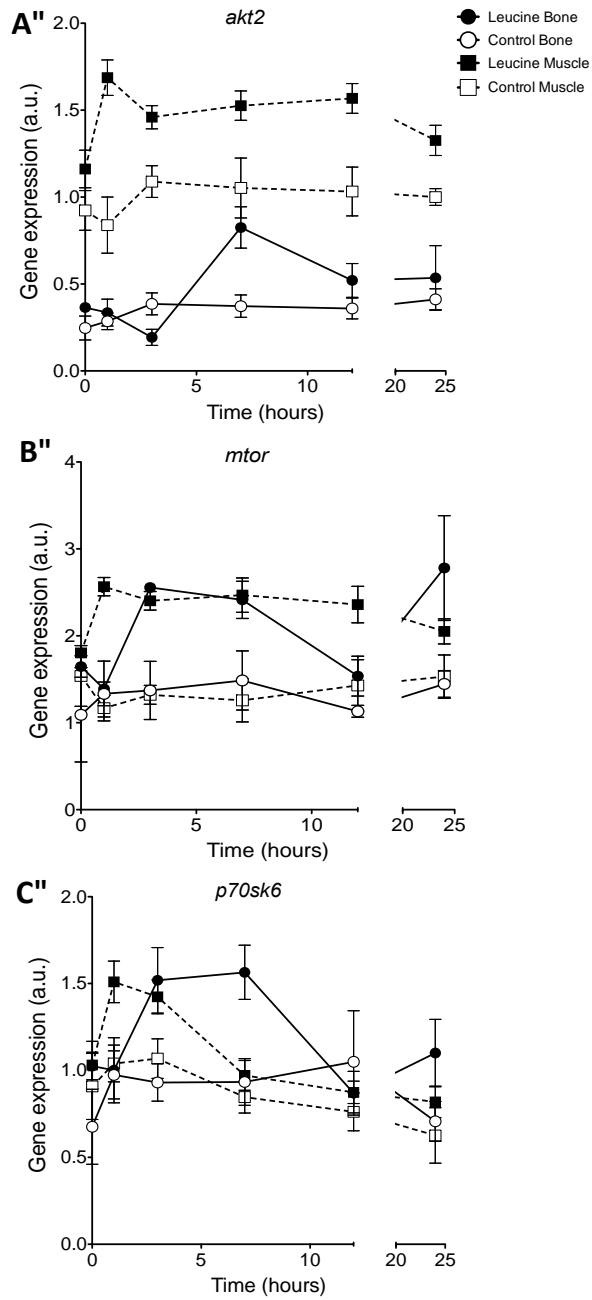 A" akt2
Leucine Bone
Control Bone
Leucine Muscle
Control Muscle
Gene expression (a.u.)
2.0
1.5
1.0
0.5
0.0
0 5 10 20 25
Time (hours)
B" mtor
Gene expression (a.u.)
4
3
2
1
0
0 5 10 20 25
Time (hours)
C" p70sk6
Gene expression (a.u.)
2.0
1.5
1.0
0.5
0.0
0 5 10 20 25
Time (hours)